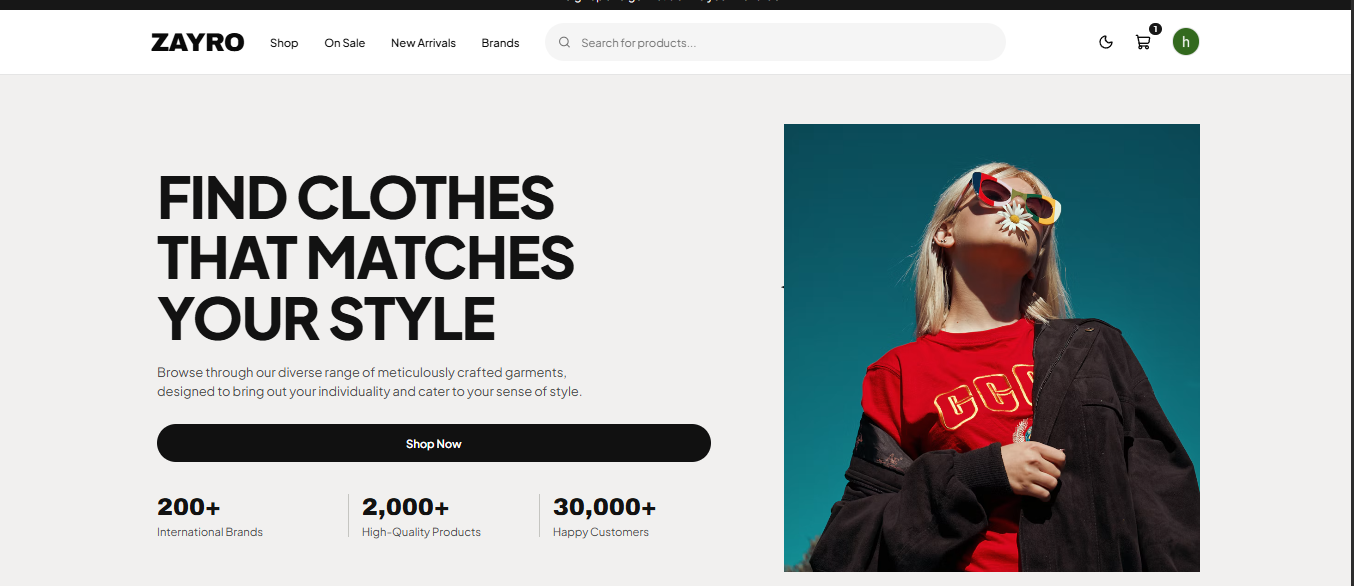 ZAYRO
Shop
On Sale
New Arrivals
Brands
Search for products...
1
h
FIND CLOTHES
THAT MATCHES
YOUR STYLE
Browse through our diverse range of meticulously crafted garments,
designed to bring out your individuality and cater to your sense of style.
Shop Now
200+
International Brands
2,000+
High-Quality Products
30,000+
Happy Customers